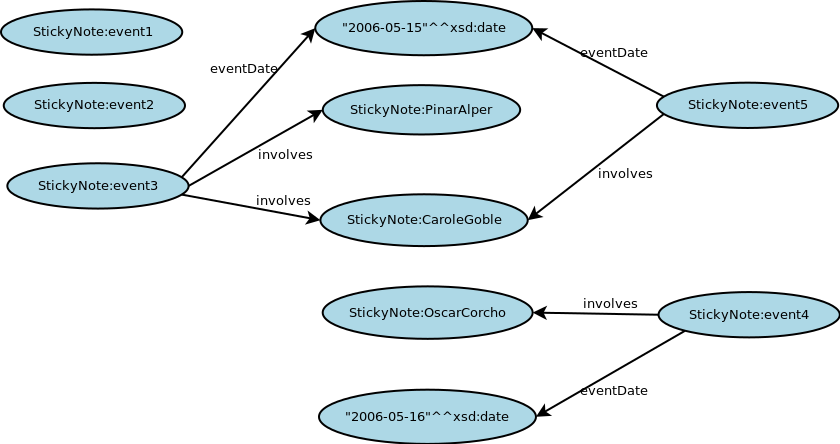 StickyNote:event1
"2006-05-15"^^xsd:date
eventDate
eventDate
StickyNote:event2
StickyNote:PinarAlper
StickyNote:event5
involves
involves
StickyNote:event3
involves
StickyNote:CaroleGoble
involves
StickyNote:OscarCorcho
StickyNote:event4
eventDate
"2006-05-16"^^xsd:date